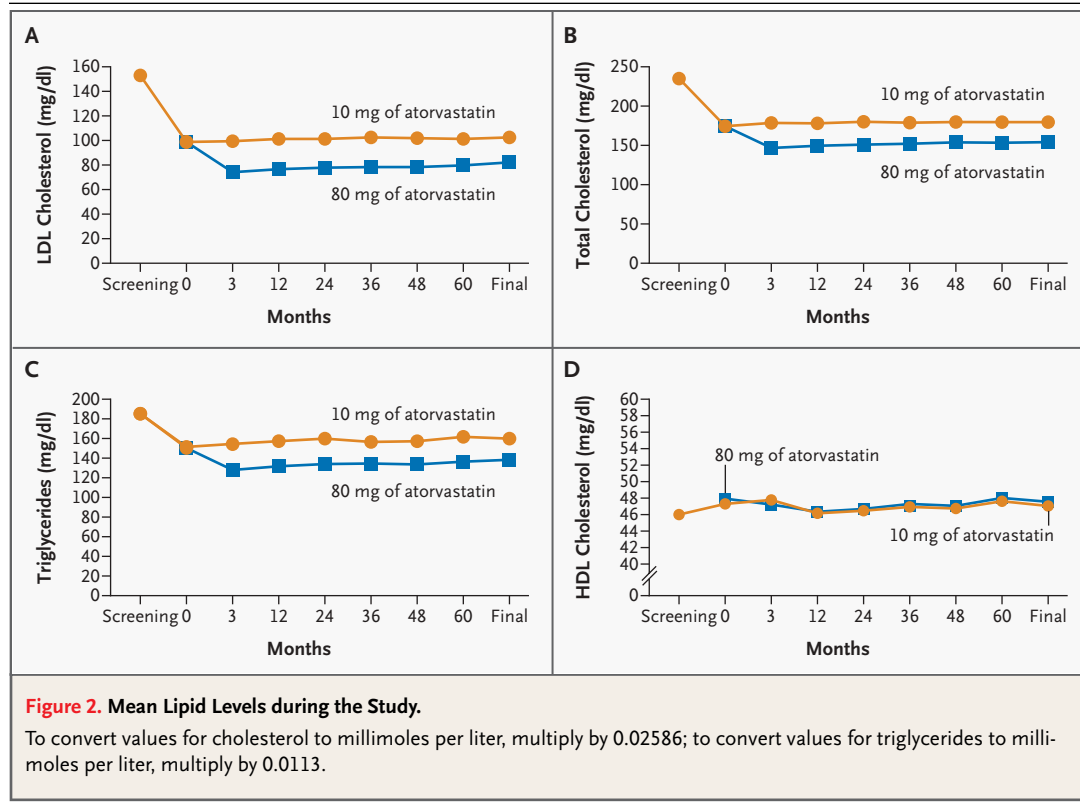 A
LDL Cholesterol (mg/dl)
160
140
120
100
80
60
40
20
0
10 mg of atorvastatin
80 mg of atorvastatin
Screening 0 3 12 24 36 48 60 Final
Months
B
Total Cholesterol (mg/dl)
250
200
150
100
50
0
10 mg of atorvastatin
80 mg of atorvastatin
Screening 0 3 12 24 36 48 60 Final
Months
C
Triglycerides (mg/dl)
200
180
160
140
120
100
80
60
40
20
0
10 mg of atorvastatin
80 mg of atorvastatin
Screening 0 3 12 24 36 48 60 Final
Months
D
HDL Cholesterol (mg/dl)
60
58
56
54
52
50
48
46
44
42
40
0
80 mg of atorvastatin
10 mg of atorvastatin
Screening 0 3 12 24 36 48 60 Final
Months
Figure 2. Mean Lipid Levels during the Study.
To convert values for cholesterol to millimoles per liter, multiply by 0.02586; to convert values for triglycerides to milli-
moles per liter, multiply by 0.0113.